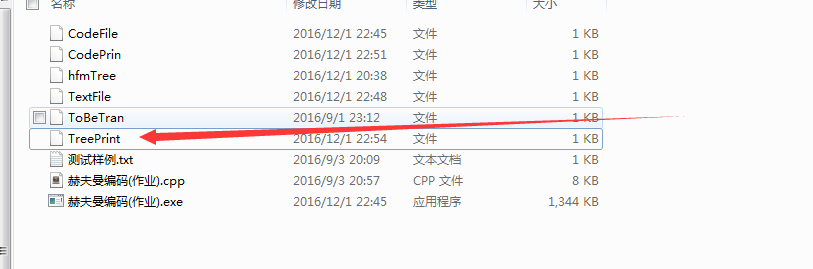 名称 修改日期 类型 大小
CodeFile 2016/12/1 22:45 文件 1 KB
CodePrin 2016/12/1 22:51 文件 1 KB
hfmTree 2016/12/1 20:38 文件 1 KB
TextFile 2016/12/1 22:48 文件 1 KB
ToBeTran 2016/9/1 23:12 文件 1 KB
TreePrint 2016/12/1 22:54 文件 1 KB
测试样例.txt 2016/9/3 20:09 文本文档 1 KB
赫夫曼编码(作业).cpp 2016/9/3 20:57 CPP 文件 8 KB
赫夫曼编码(作业).exe 2016/12/1 22:45 应用程序 1,344 KB